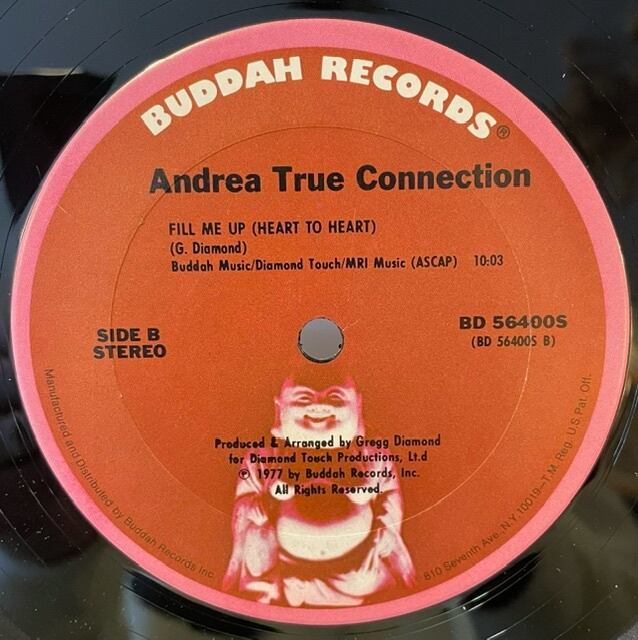 BUDDAH RECORDS®
Andrea True Connection
FILL ME UP (HEART TO HEART)
(G. Diamond)
Buddah Music/Diamond Touch/MRI Music (ASCAP) 10:03
SIDE B
STEREO
BD 56400S
(BD 56400S B)
Produced & Arranged by Gregg Diamond
for Diamond Touch Productions, Lt.d
℗ 1977 by Buddah Records, Inc.
All Rights Reserved.
Manufactured and Distributed by Buddah Records Inc.
810 Seventh Ave., N.Y. 10019—T.M. Reg. U.S. Pat. Off.